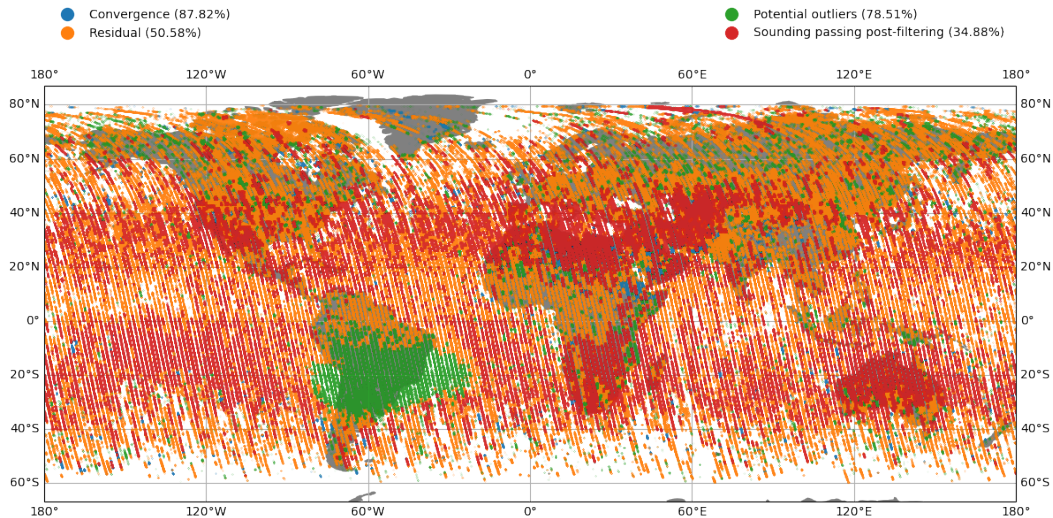 Convergence (87.82%)
Residual (50.58%)
Potential outliers (78.51%)
Sounding passing post-filtering (34.88%)
180° 120°W 60°W 0° 60°E 120°E 180°
80°N 80°N
60°N 60°N
40°N 40°N
20°N 20°N
0° 0°
20°S 20°S
40°S 40°S
60°S 60°S
180° 120°W 60°W 0° 60°E 120°E 180°